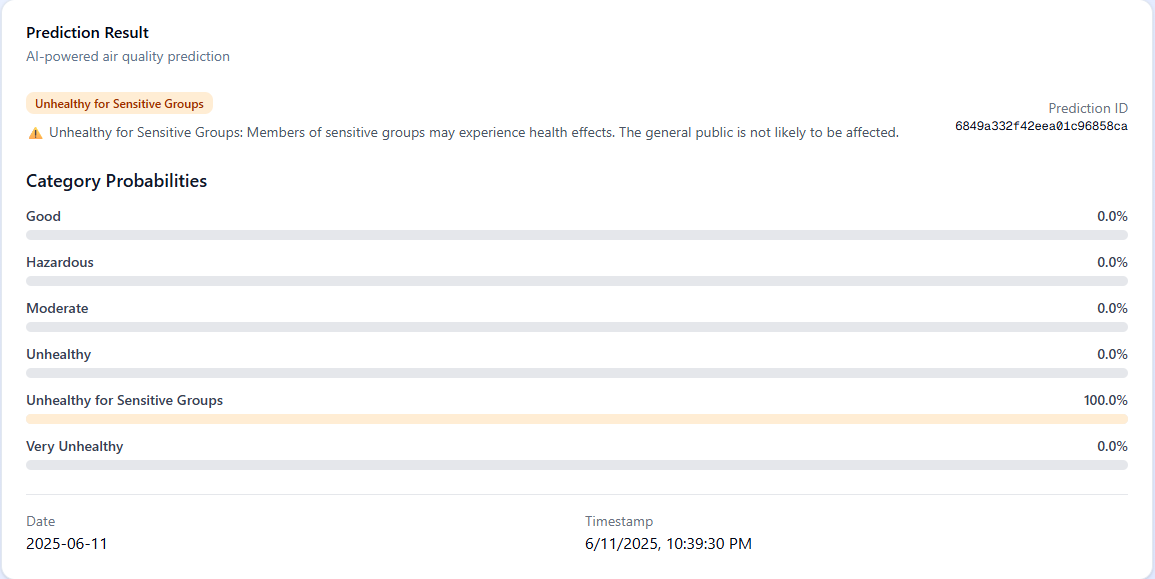 Prediction Result
AI-powered air quality prediction
Unhealthy for Sensitive Groups
Prediction ID
⚠ Unhealthy for Sensitive Groups: Members of sensitive groups may experience health effects. The general public is not likely to be affected.
6849a332f42eea01c96858ca
Category Probabilities
Good 0.0%
Hazardous 0.0%
Moderate 0.0%
Unhealthy 0.0%
Unhealthy for Sensitive Groups 100.0%
Very Unhealthy 0.0%
Date Timestamp
2025-06-11 6/11/2025, 10:39:30 PM